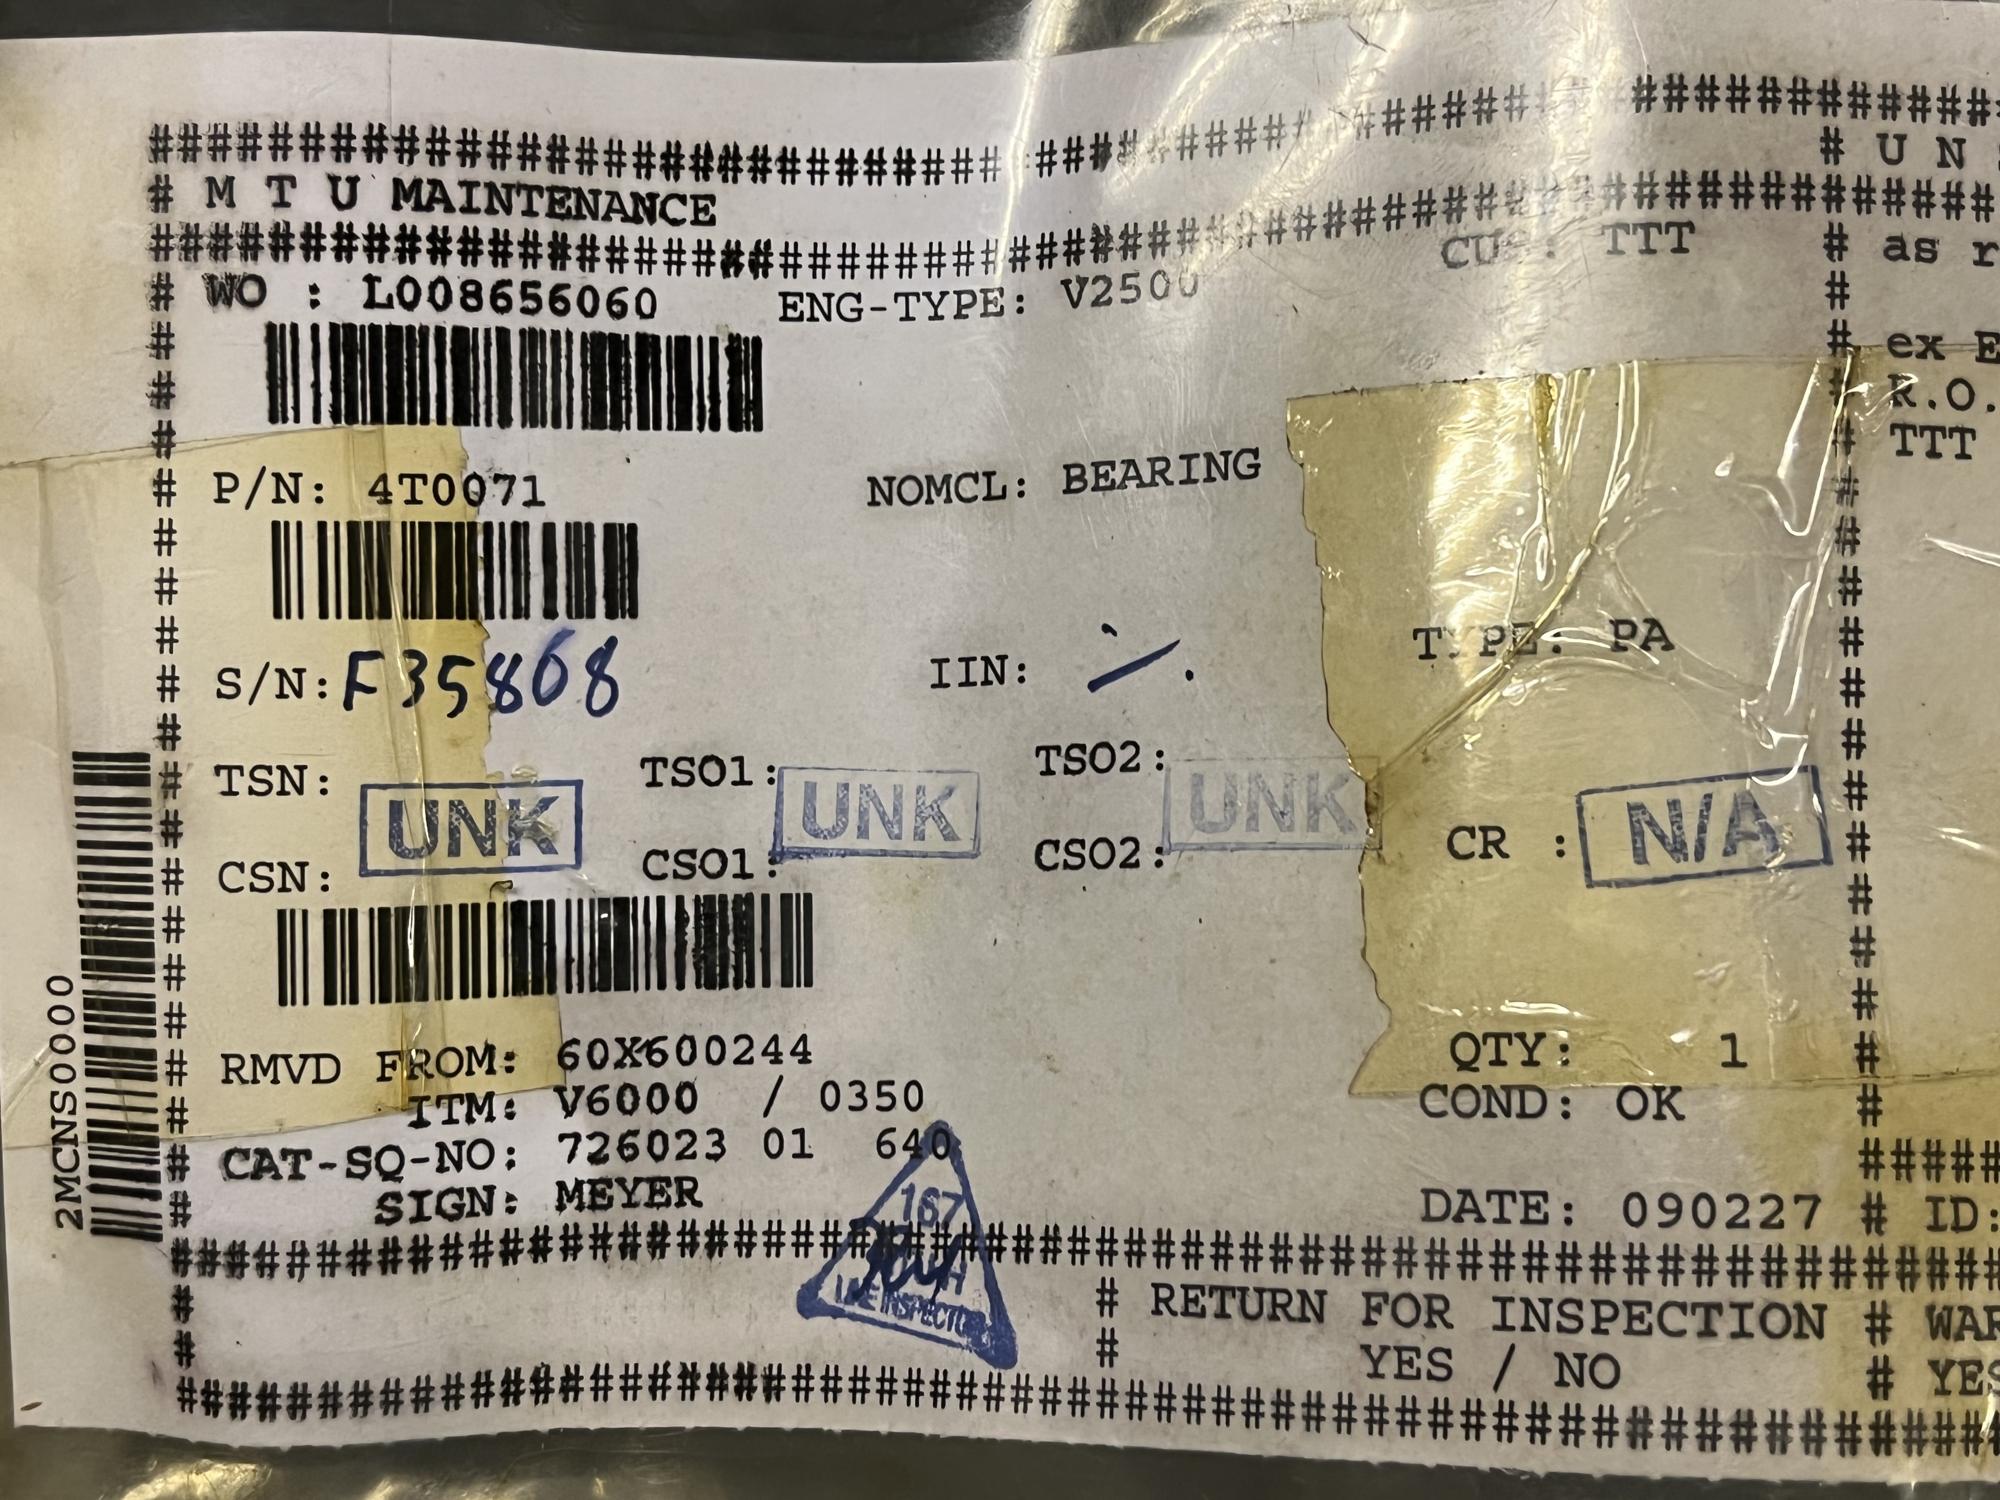 ###########################################################
# M T U MAINTENANCE # U N
###########################################################
# WO : L008656060 ENG-TYPE: V2500 CUS: TTT # as r
#
# ex E
# R.O.
# P/N: 4T0071 NOMCL: BEARING # TTT
# S/N: F35868 IIN: ./. TYPE: PA #
# TSN: UNK TSO1: UNK TSO2: UNK CR : N/A #
# CSN: CSO1: CSO2: #
# RMVD FROM: 60X600244 QTY: 1 #
# ITM: V6000 / 0350 COND: OK #
# CAT-SQ-NO: 726023 01 640 #####
# SIGN: MEYER DATE: 090227 # ID:
167
LINE INSPECTION
###########################################################
# # RETURN FOR INSPECTION # WAR
# # YES / NO # YES
###########################################################
2MCNS0000